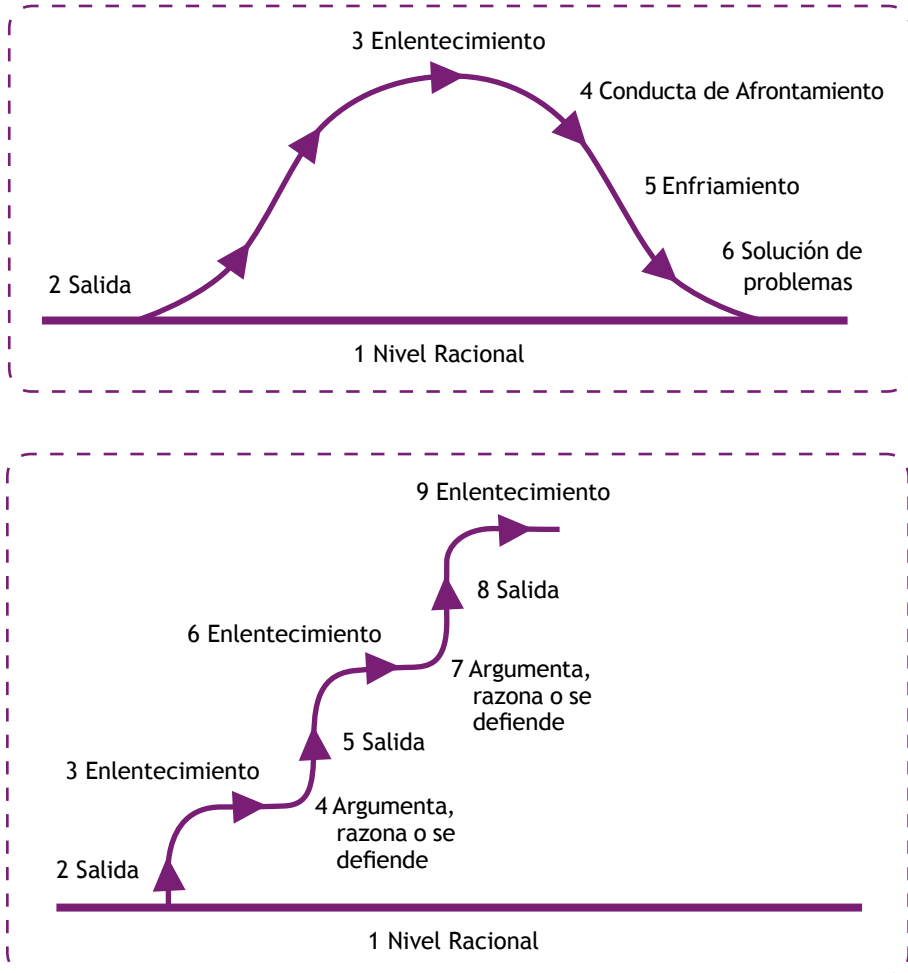 3 Enlentecimiento
4 Conducta de Afrontamiento
5 Enfriamiento
6 Solución de
problemas
2 Salida
1 Nivel Racional
9 Enlentecimiento
8 Salida
6 Enlentecimiento
7 Argumenta,
razona o se
defiende
5 Salida
3 Enlentecimiento
4 Argumenta,
razona o se
defiende
2 Salida
1 Nivel Racional